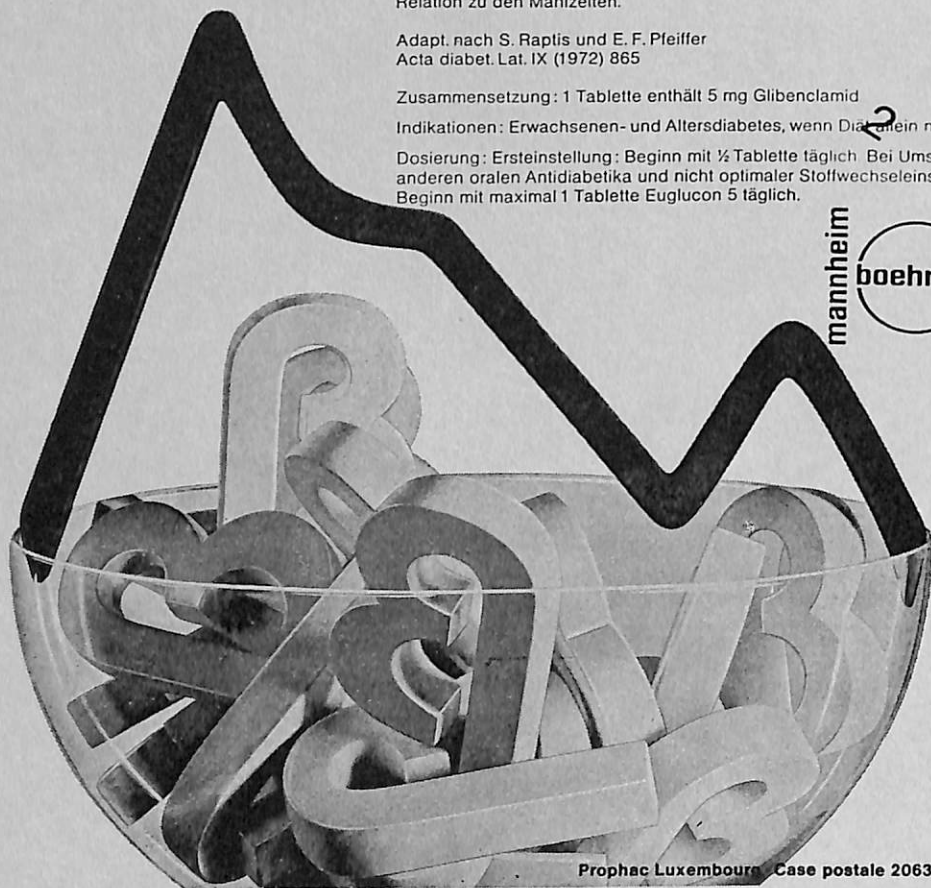 Relation zu den Mahlzeiten.
Adapt. nach S. Raptis und E. F. Pfeiffer
Acta diabet. Lat. IX (1972) 865
Zusammensetzung: 1 Tablette enthält 5 mg Glibenclamid
Indikationen: Erwachsenen- und Altersdiabetes, wenn Diät allein
Dosierung: Ersteinstellung: Beginn mit ½ Tablette täglich Bei
anderen oralen Antidiabetika und nicht optimaler
Beginn mit maximal 1 Tablette Euglucon 5 täglich.
mannheim
2
Prophac Luxembourg, Case postale 2063